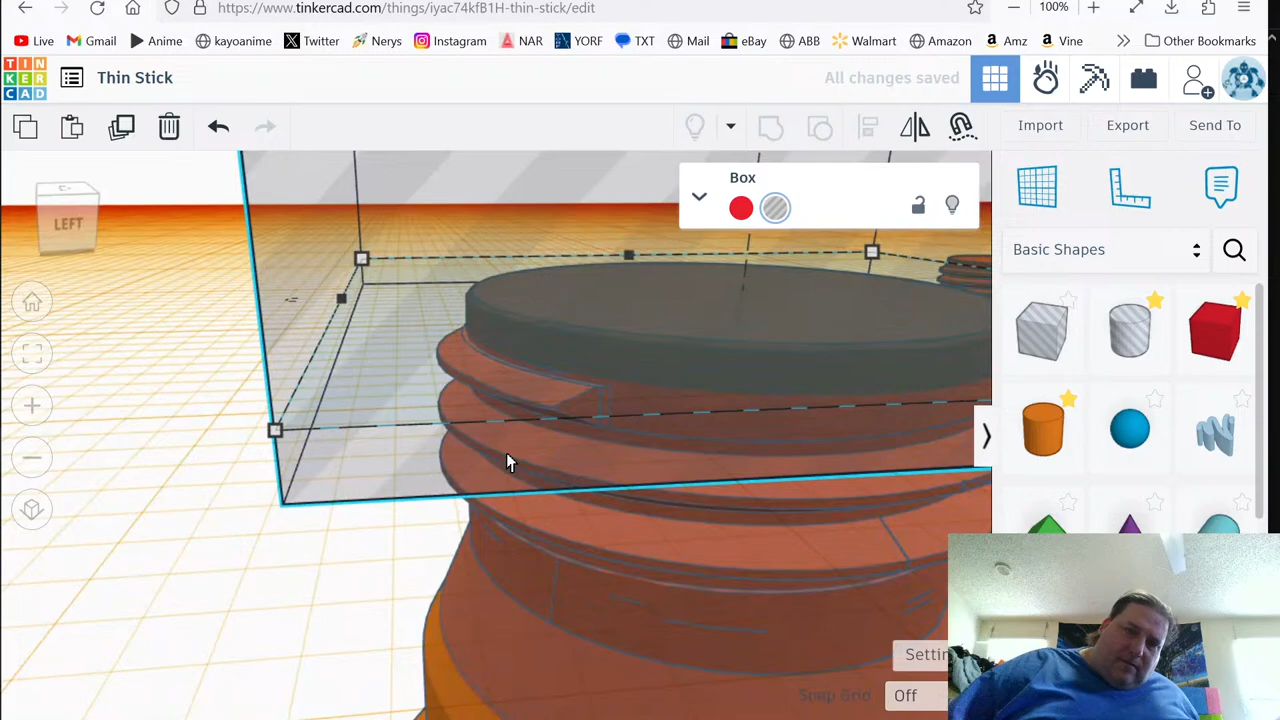 https://www.tinkercad.com/things/iyac74kfB1H-thin-stick/edit
100%
Live
Gmail
Anime
kayoanime
Twitter
Nerys
Instagram
NAR
YORF
TXT
Mail
eBay
ABB
Walmart
Amazon
Amz
Vine
Other Bookmarks
TIN
KER
CAD
Thin Stick
All changes saved
Import
Export
Send To
Box
LEFT
Basic Shapes
Settin
Snap Grid
Off